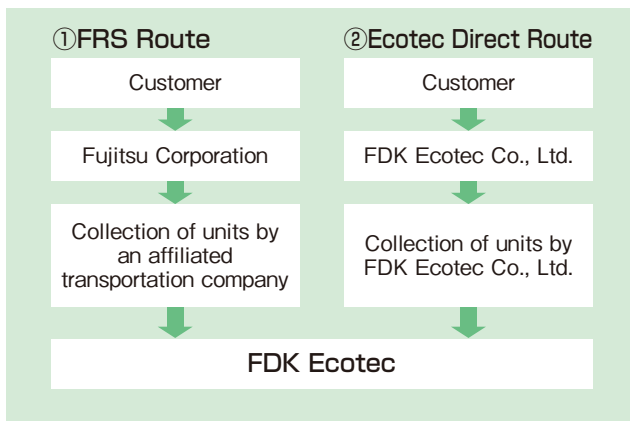 ①FRS Route
Customer
Fujitsu Corporation
Collection of units by
an affiliated
transportation company
②Ecotec Direct Route
Customer
FDK Ecotec Co., Ltd.
Collection of units by
FDK Ecotec Co., Ltd.
FDK Ecotec